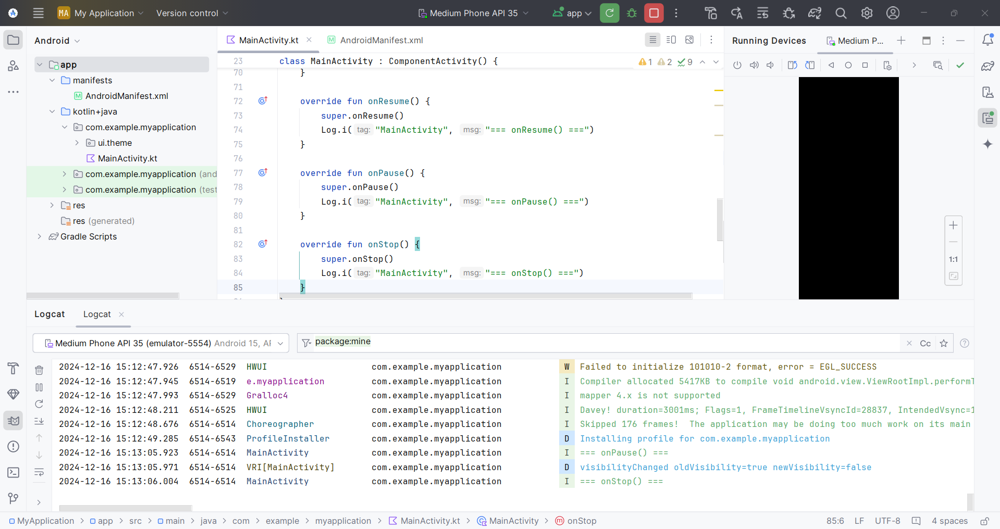 MA My Application Version control Medium Phone API 35 app
Android
app
manifests
AndroidManifest.xml
kotlin+java
com.example.myapplication
ui.theme
MainActivity.kt
com.example.myapplication (and
com.example.myapplication (test
res
res (generated)
Gradle Scripts
MainActivity.kt AndroidManifest.xml
23 class MainActivity : ComponentActivity() { 1 2 9
70 }
71
72 override fun onResume() {
73 super.onResume()
74 Log.i( tag: "MainActivity", msg: "=== onResume() ===")
75 }
76
77 override fun onPause() {
78 super.onPause()
79 Log.i( tag: "MainActivity", msg: "=== onPause() ===")
80 }
81
82 override fun onStop() {
83 super.onStop()
84 Log.i( tag: "MainActivity", msg: "=== onStop() ===")
85 }
Running Devices Medium P...
1:1
Logcat Logcat
Medium Phone API 35 (emulator-5554) Android 15, AP package:mine Cc
2024-12-16 15:12:47.926 6514-6529 HWUI com.example.myapplication W Failed to initialize 101010-2 format, error = EGL_SUCCESS
2024-12-16 15:12:47.945 6514-6519 e.myapplication com.example.myapplication I Compiler allocated 5417KB to compile void android.view.ViewRootImpl.performT
2024-12-16 15:12:47.993 6514-6529 Gralloc4 com.example.myapplication I mapper 4.x is not supported
2024-12-16 15:12:48.211 6514-6525 HWUI com.example.myapplication I Davey! duration=3001ms; Flags=1, FrameTimelineVsyncId=28837, IntendedVsync=1
2024-12-16 15:12:48.676 6514-6514 Choreographer com.example.myapplication I Skipped 176 frames! The application may be doing too much work on its main
2024-12-16 15:12:49.285 6514-6543 ProfileInstaller com.example.myapplication D Installing profile for com.example.myapplication
2024-12-16 15:13:05.923 6514-6514 MainActivity com.example.myapplication I === onPause() ===
2024-12-16 15:13:05.971 6514-6514 VRI[MainActivity] com.example.myapplication D visibilityChanged oldVisibility=true newVisibility=false
2024-12-16 15:13:06.004 6514-6514 MainActivity com.example.myapplication I === onStop() ===
MyApplication > app > src > main > java > com > example > myapplication > MainActivity.kt > MainActivity > onStop 85:6 LF UTF-8 4 spaces